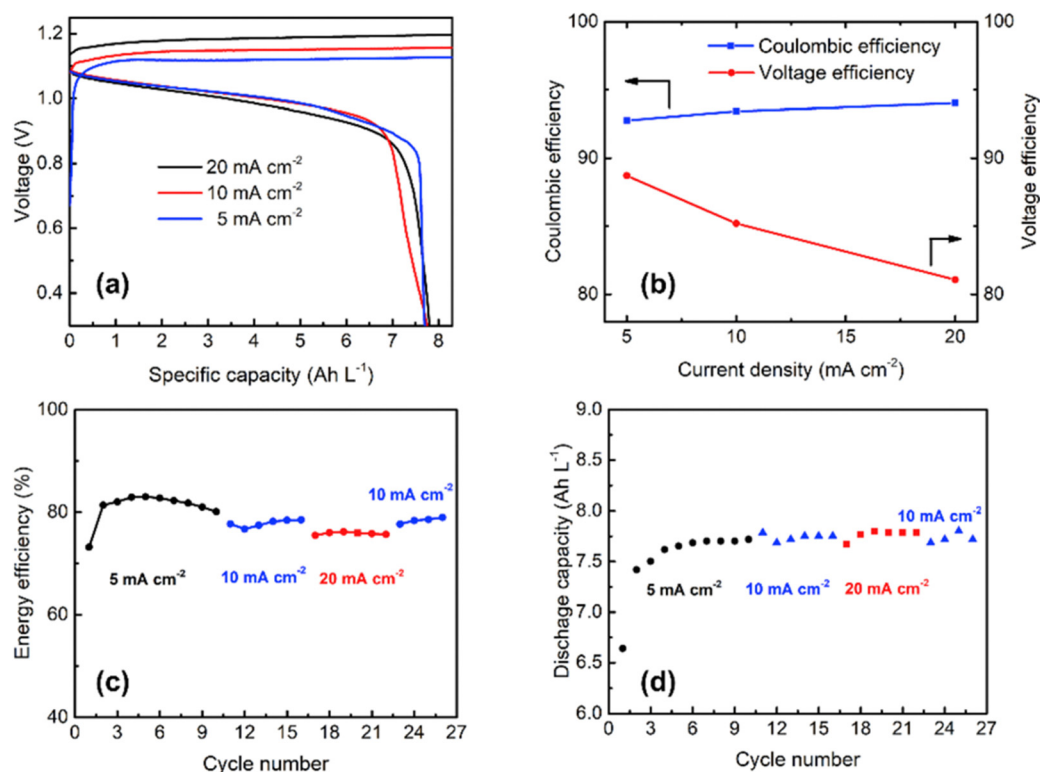 1.2
1.0
0.8
0.6
0.4
Voltage (V)
20 mA cm⁻²
10 mA cm⁻²
5 mA cm⁻²
(a)
0 1 2 3 4 5 6 7 8
Specific capacity (Ah L⁻¹)
100
90
80
Coulombic efficiency
Coulombic efficiency
Voltage efficiency
100
90
80
Voltage efficiency
(b)
5 10 15 20
Current density (mA cm⁻²)
100
80
60
40
Energy efficiency (%)
5 mA cm⁻²
10 mA cm⁻²
20 mA cm⁻²
10 mA cm⁻²
(c)
0 3 6 9 12 15 18 21 24 27
Cycle number
9.0
8.5
8.0
7.5
7.0
6.5
6.0
Dischage capacity (Ah L⁻¹)
10 mA cm⁻²
5 mA cm⁻²
10 mA cm⁻²
20 mA cm⁻²
(d)
0 3 6 9 12 15 18 21 24 27
Cycle number